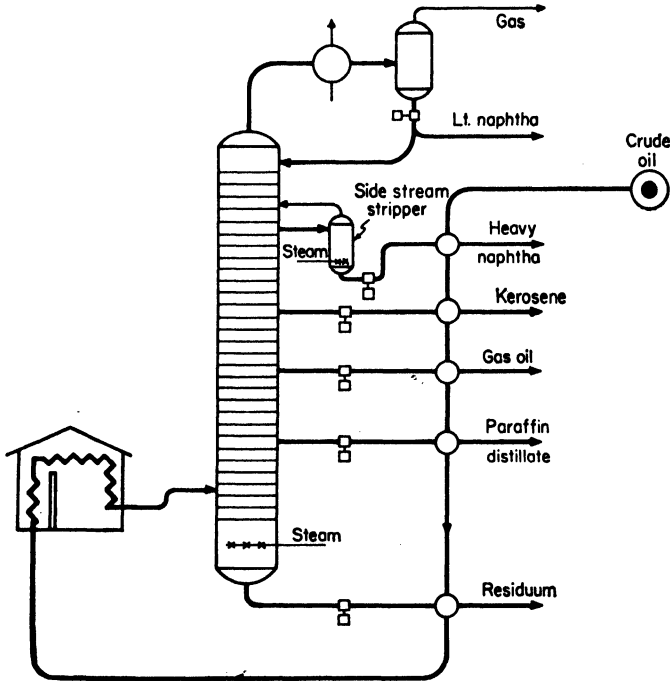 Gas
Lt. naphtha
Crude
oil
Side stream
stripper
Steam
Heavy
naphtha
Kerosene
Gas oil
Paraffin
distillate
Steam
Residuum